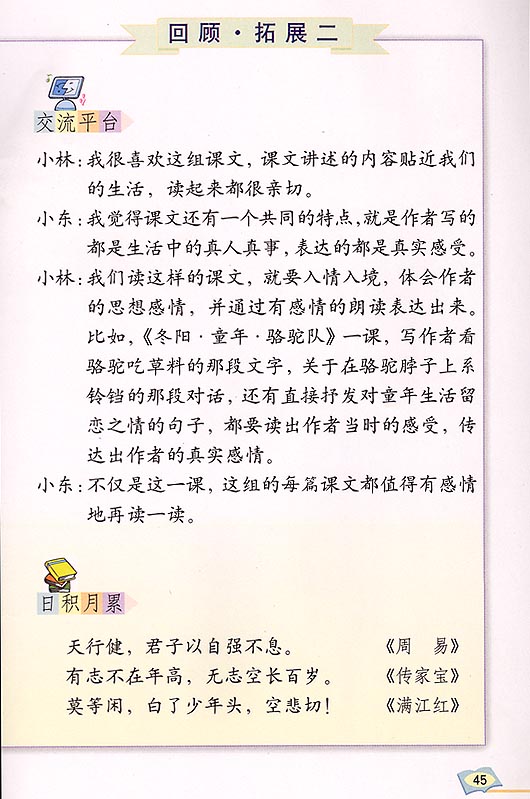 回顾·拓展二
交流平台
小林：我很喜欢这组课文，课文讲述的内容贴近我们
的生活，读起来都很亲切。
小东：我觉得课文还有一个共同的特点，就是作者写的
都是生活中的真人真事，表达的都是真实感受。
小林：我们读这样的课文，就要入情入境，体会作者
的思想感情，并通过有感情的朗读表达出来。
比如，《冬阳·童年·骆驼队》一课，写作者看
骆驼吃草料的那段文字，关于在骆驼脖子上系
铃铛的那段对话，还有直接抒发对童年生活留
恋之情的句子，都要读出作者当时的感受，传
达出作者的真实感情。
小东：不仅是这一课，这组的每篇课文都值得有感情
地再读一读。
日积月累
天行健，君子以自强不息。 《周 易》
有志不在年高，无志空长百岁。 《传家宝》
莫等闲，白了少年头，空悲切！ 《满江红》
45